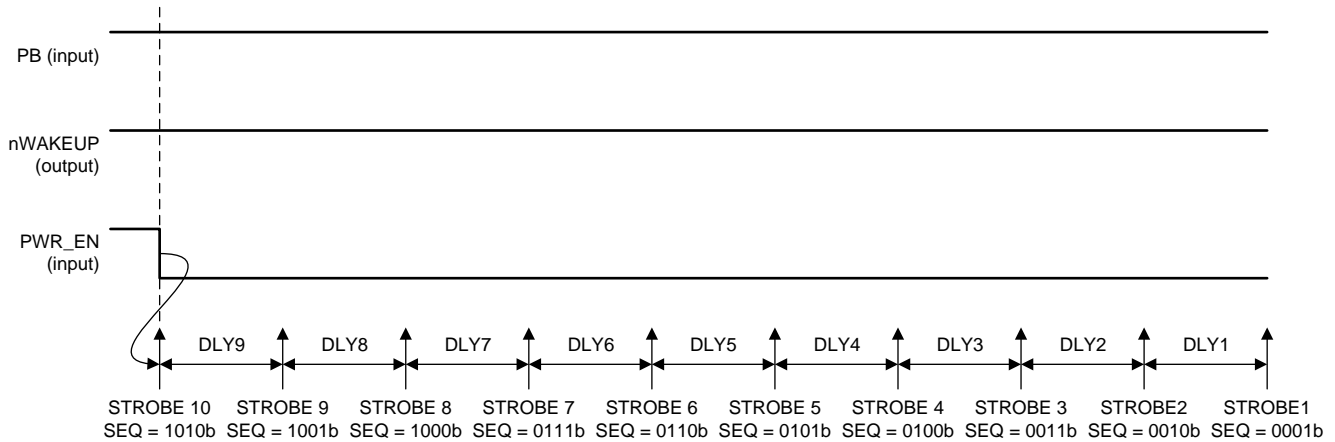 PB (input)
nWAKEUP
(output)
PWR_EN
(input)
DLY9 DLY8 DLY7 DLY6 DLY5 DLY4 DLY3 DLY2 DLY1
STROBE 10 STROBE 9 STROBE 8 STROBE 7 STROBE 6 STROBE 5 STROBE 4 STROBE 3 STROBE2 STROBE1
SEQ = 1010b SEQ = 1001b SEQ = 1000b SEQ = 0111b SEQ = 0110b SEQ = 0101b SEQ = 0100b SEQ = 0011b SEQ = 0010b SEQ = 0001b